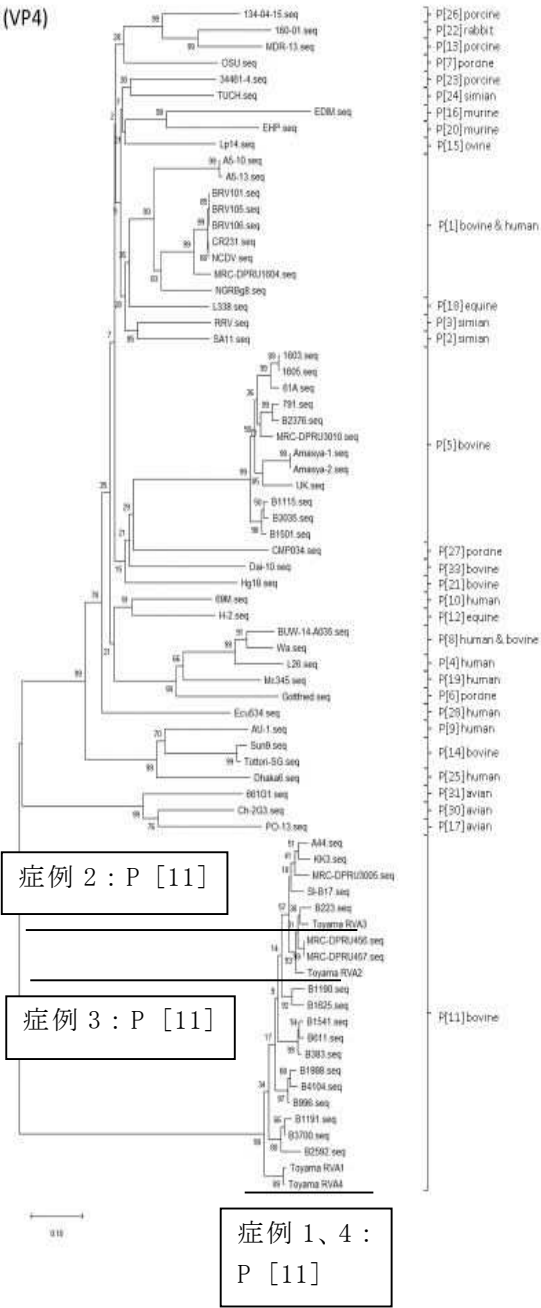 (VP4)
134-04-15.seq
160-01.seq
MDR-13.seq
OSU.seq
34461-4.seq
TUCH.seq
EDIM.seq
EHP.seq
Lp14.seq
A5-10.seq
A5-13.seq
BRV101.seq
BRV105.seq
BRV106.seq
CR231.seq
NCDV.seq
MRC-DPRU1604.seq
NGRBg8.seq
L338.seq
RRV.seq
SA11.seq
1603.seq
1605.seq
61A.seq
791.seq
B2376.seq
MRC-DPRU3010.seq
Amasya-1.seq
Amasya-2.seq
UK.seq
B1115.seq
B3035.seq
B1501.seq
CMP034.seq
Dai-10.seq
Hg18.seq
69M.seq
H-2.seq
BUW-14-A035.seq
Wa.seq
L26.seq
Mc345.seq
Gottfried.seq
Ecu534.seq
AU-1.seq
Sun9.seq
Tottori-SG.seq
Dhaka6.seq
661G1.seq
Ch-2G3.seq
PO-13.seq
A44.seq
KK3.seq
MRC-DPRU3005.seq
SI-B17.seq
B223.seq
Toyama RVA3
MRC-DPRU456.seq
MRC-DPRU457.seq
Toyama RVA2
B1190.seq
B1625.seq
B1541.seq
B611.seq
B383.seq
B1988.seq
B4104.seq
B996.seq
B1191.seq
B3700.seq
B2592.seq
Toyama RVA1
Toyama RVA4
P[26]porcine
P[22]rabbit
P[13]porcine
P[7]porcine
P[23]porcine
P[24]simian
P[16]murine
P[20]murine
P[15]ovine
P[1]bovine & human
P[18]equine
P[3]simian
P[2]simian
P[5]bovine
P[27]porcine
P[33]bovine
P[21]bovine
P[10]human
P[12]equine
P[8]human & bovine
P[4]human
P[19]human
P[6]porcine
P[28]human
P[9]human
P[14]bovine
P[25]human
P[31]avian
P[30]avian
P[17]avian
P[11]bovine
症例 2：P［11］
症例 3：P［11］
症例 1、4：
P［11］
0.10